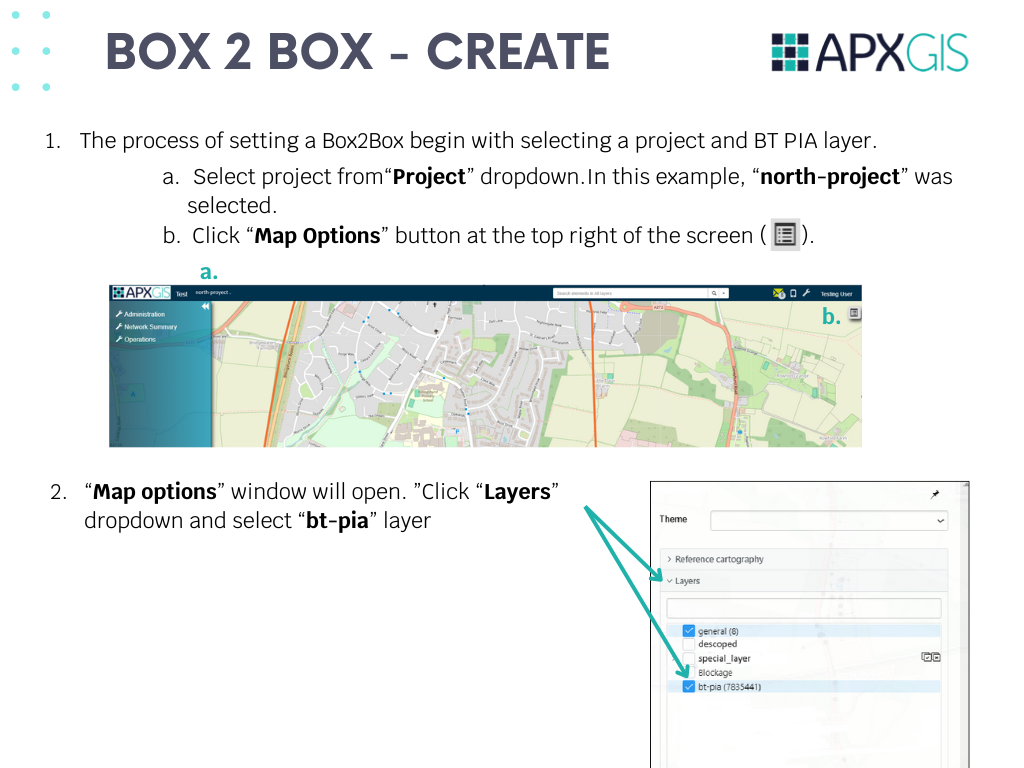 BOX 2 BOX - CREATE
APXGIS
1. The process of setting a Box2Box begin with selecting a project and BT PIA layer.
a. Select project from“Project” dropdown.In this example, “north-project” was
selected.
b. Click “Map Options” button at the top right of the screen ( ).
a.
APXGIS Test north-proyect...
Search elements in All layers
Testing User
b.
Administration
Network Summary
Operations
2. “Map options” window will open. ”Click “Layers”
dropdown and select “bt-pia” layer
Theme
Reference cartography
Layers
general (8)
descoped
special_layer
Blockage
bt-pia (7835441)